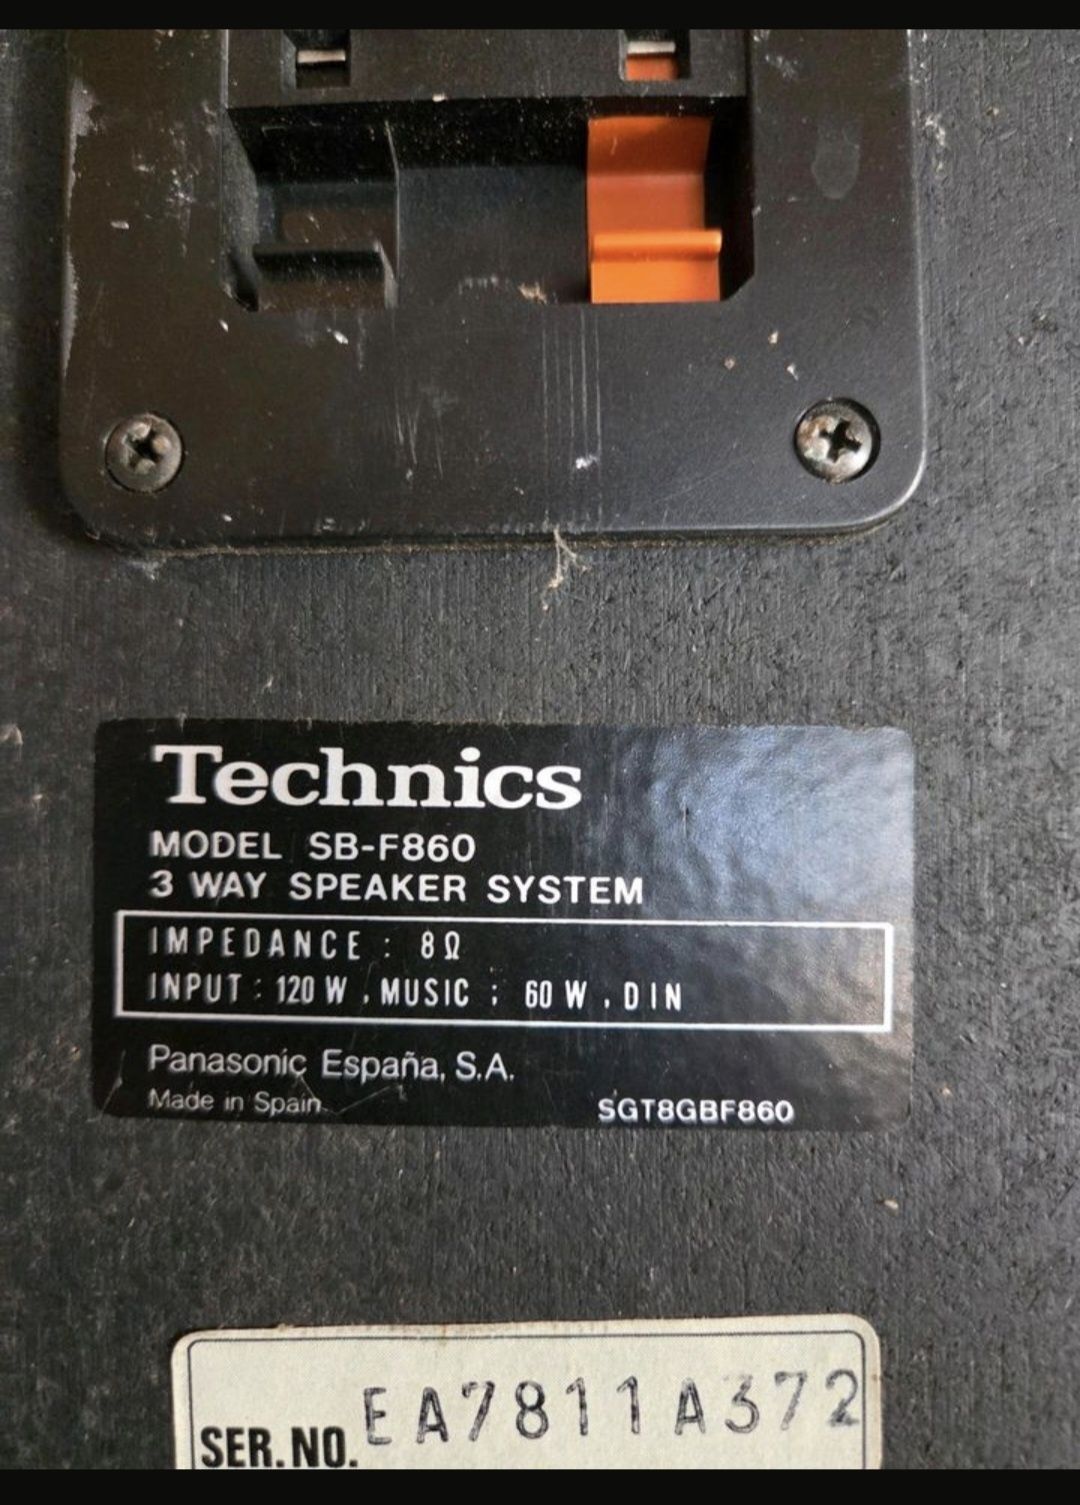 Technics
MODEL SB-F860
3 WAY SPEAKER SYSTEM
IMPEDANCE : 8Ω
INPUT : 120 W , MUSIC ; 60 W , DIN
Panasonic España, S.A.
Made in Spain
SGT8GBF860
SER. NO. EA7811A372